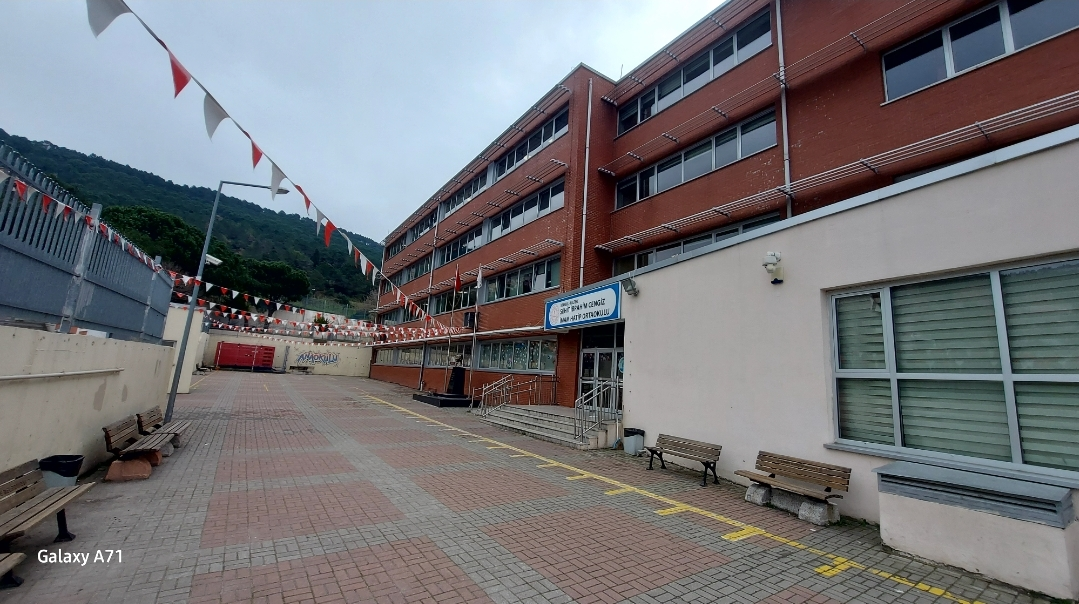 ŞEHİT İBRAHİM CENGİZ
İMAM HATİP ORTAOKULU
ANAOKULU
Galaxy A71